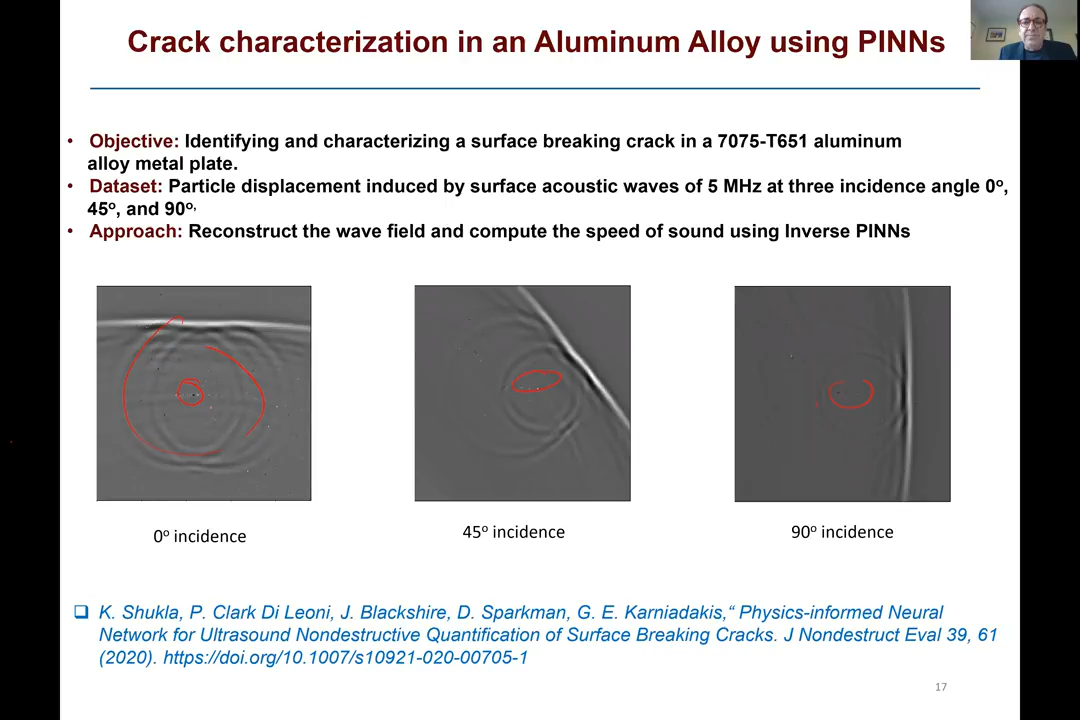 Crack characterization in an Aluminum Alloy using PINNs
• Objective: Identifying and characterizing a surface breaking crack in a 7075-T651 aluminum
alloy metal plate.
• Dataset: Particle displacement induced by surface acoustic waves of 5 MHz at three incidence angle 0º,
45º, and 90º,
• Approach: Reconstruct the wave field and compute the speed of sound using Inverse PINNs
0º incidence
45º incidence
90º incidence
K. Shukla, P. Clark Di Leoni, J. Blackshire, D. Sparkman, G. E. Karniadakis,“ Physics-informed Neural
Network for Ultrasound Nondestructive Quantification of Surface Breaking Cracks. J Nondestruct Eval 39, 61
(2020). https://doi.org/10.1007/s10921-020-00705-1
17